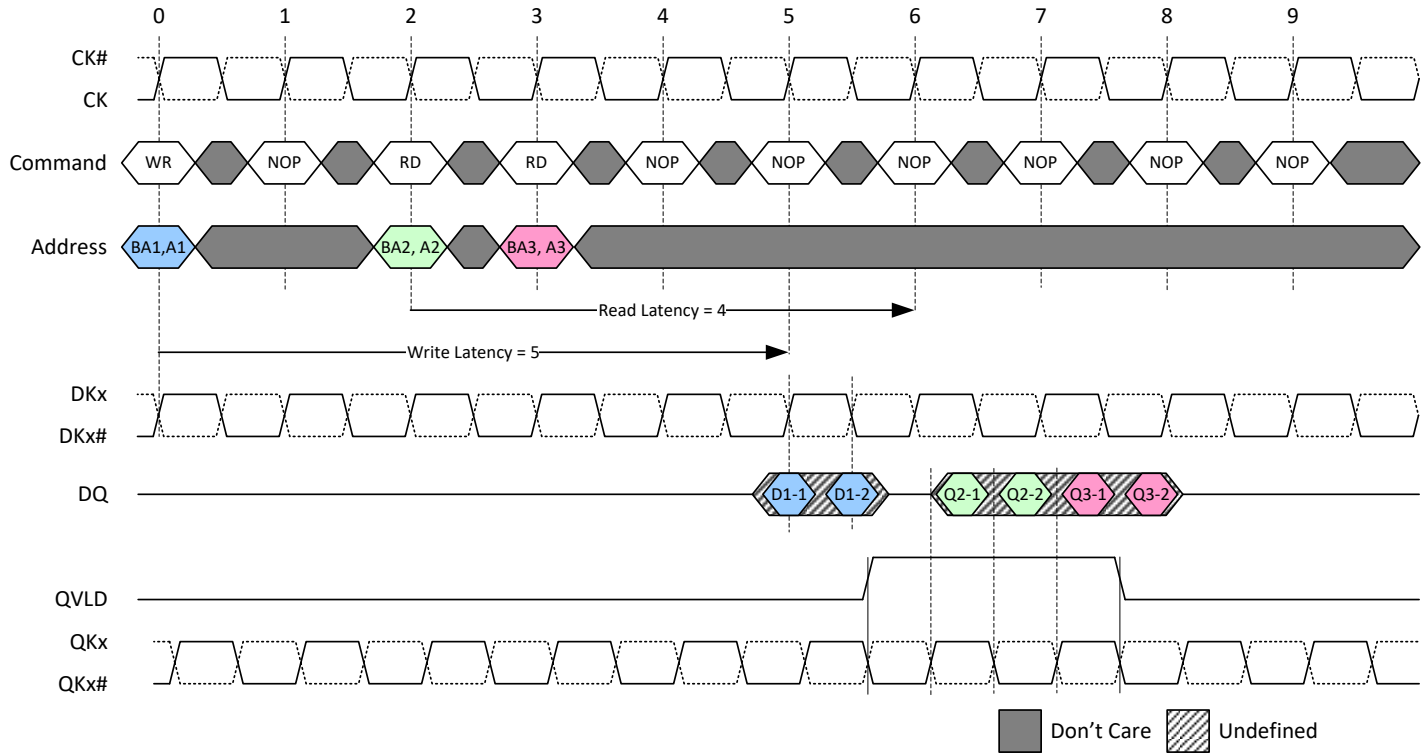 0 1 2 3 4 5 6 7 8 9
CK#
CK
Command WR NOP RD RD NOP NOP NOP NOP NOP NOP
Address BA1,A1 BA2, A2 BA3, A3
Read Latency = 4
Write Latency = 5
DKx
DKx#
DQ D1-1 D1-2 Q2-1 Q2-2 Q3-1 Q3-2
QVLD
QKx
QKx#
Don't Care Undefined